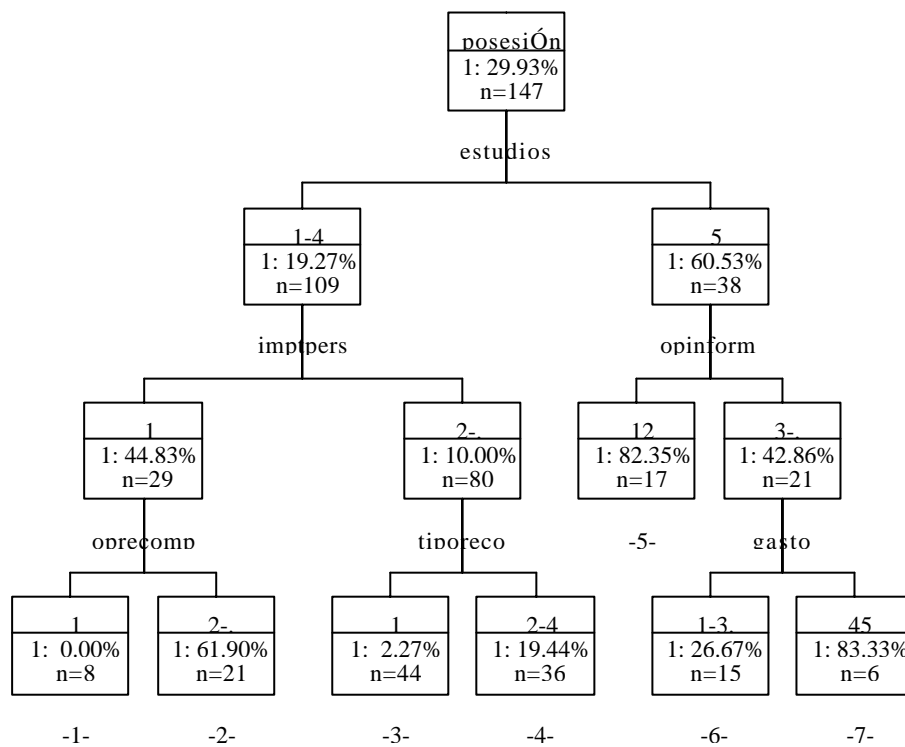 posesiÓn
1: 29.93%
n=147
estudios
1-4
1: 19.27%
n=109
5
1: 60.53%
n=38
imptpers
opinform
1
1: 44.83%
n=29
2-.
1: 10.00%
n=80
12
1: 82.35%
n=17
3-.
1: 42.86%
n=21
oprecomp
tiporeco
-5-
gasto
1
1: 0.00%
n=8
2-.
1: 61.90%
n=21
1
1: 2.27%
n=44
2-4
1: 19.44%
n=36
1-3.
1: 26.67%
n=15
45
1: 83.33%
n=6
-1-
-2-
-3-
-4-
-6-
-7-